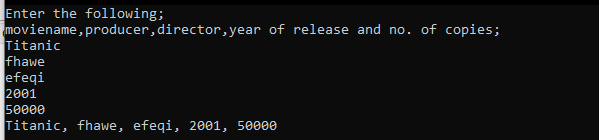 Enter the following;
moviename,producer,director,year of release and no. of copies;
Titanic
fhawe
efeqi
2001
50000
Titanic, fhawe, efeqi, 2001, 50000